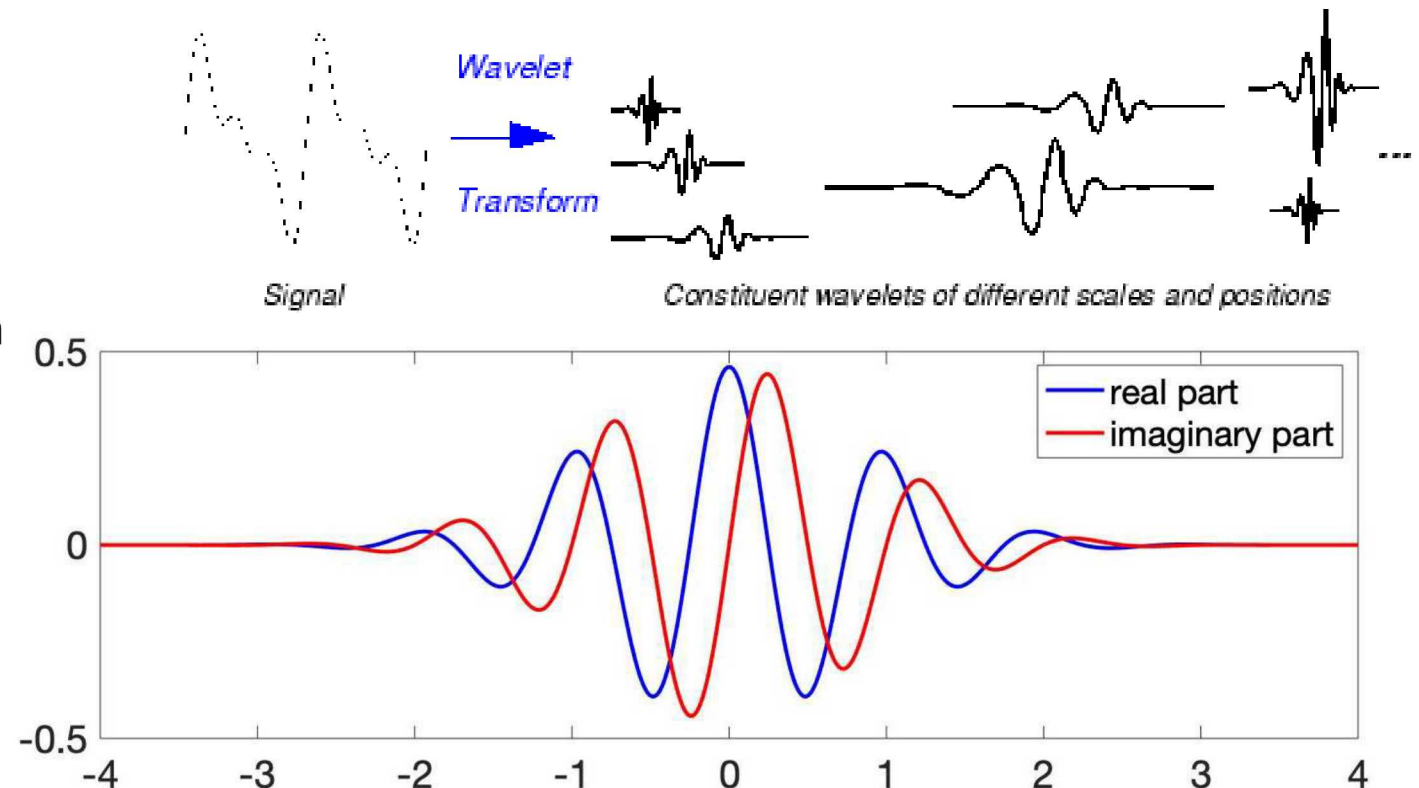 Wavelet
Transform
...
Signal
Constituent wavelets of different scales and positions
0.5
real part
imaginary part
0
-0.5
-4 -3 -2 -1 0 1 2 3 4